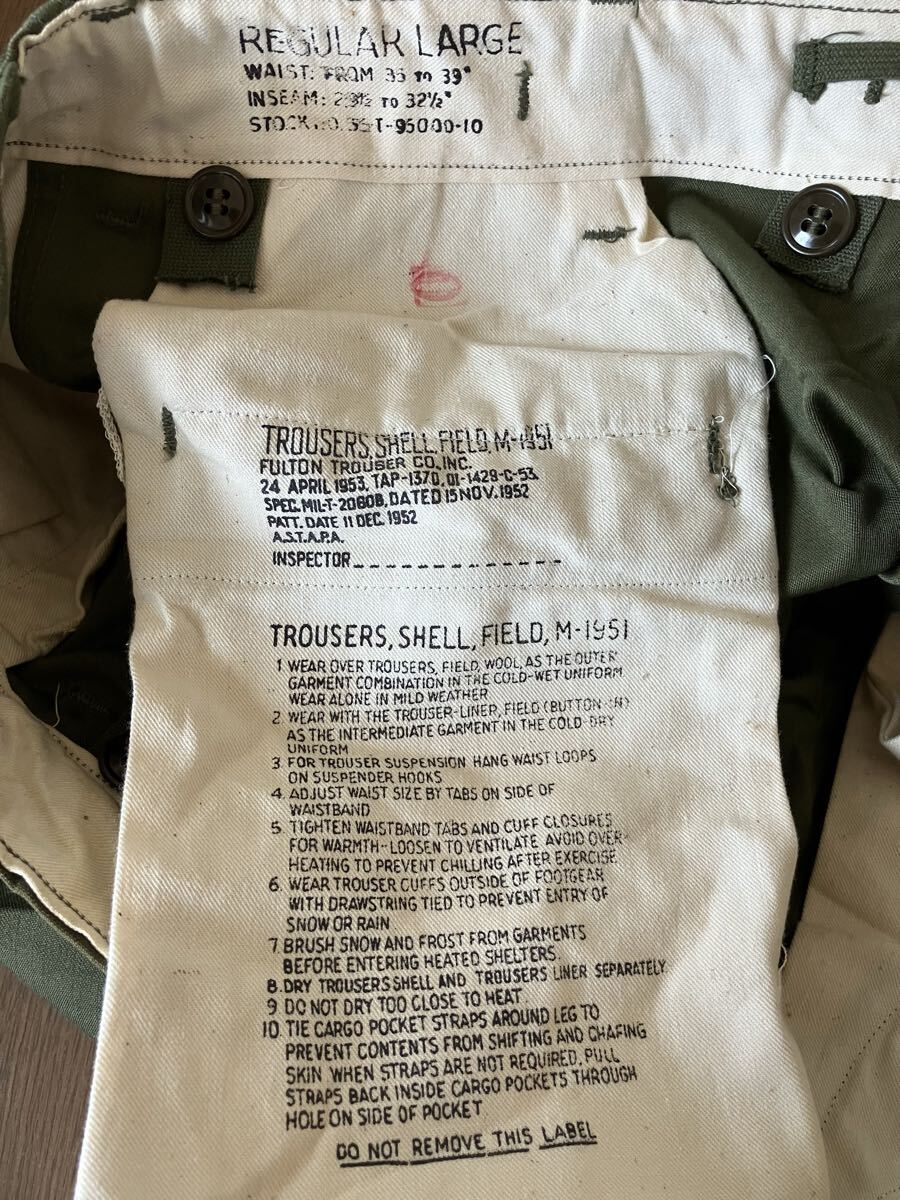 REGULAR LARGE
WAIST: FROM 35 TO 39"
INSEAM: 29½ TO 32½"
STOCK NO. 55-T-95000-10
TROUSERS, SHELL, FIELD, M-1951
FULTON TROUSER CO., INC.
24 APRIL 1953, TAP-1370, 01-1429-C-53.
SPEC. MIL-T-2080B, DATED 15 NOV. 1952
PATT. DATE 11 DEC. 1952
A.S.T.A.P.A.
INSPECTOR_ _ _ _ _ _ _ _ _ _ _ _ _
TROUSERS, SHELL, FIELD, M-1951
1. WEAR OVER TROUSERS, FIELD, WOOL, AS THE OUTER
GARMENT COMBINATION IN THE COLD-WET UNIFORM.
WEAR ALONE IN MILD WEATHER
2. WEAR WITH THE TROUSER-LINER, FIELD (BUTTON-IN)
AS THE INTERMEDIATE GARMENT IN THE COLD-DRY
UNIFORM
3. FOR TROUSER SUSPENSION HANG WAIST LOOPS
ON SUSPENDER HOOKS
4. ADJUST WAIST SIZE BY TABS ON SIDE OF
WAISTBAND
5. TIGHTEN WAISTBAND TABS AND CUFF CLOSURES
FOR WARMTH-LOOSEN TO VENTILATE AVOID OVER-
HEATING TO PREVENT CHILLING AFTER EXERCISE
6. WEAR TROUSER CUFFS OUTSIDE OF FOOTGEAR
WITH DRAWSTRING TIED TO PREVENT ENTRY OF
SNOW OR RAIN
7. BRUSH SNOW AND FROST FROM GARMENTS
BEFORE ENTERING HEATED SHELTERS.
8. DRY TROUSERS SHELL AND TROUSERS LINER SEPARATELY.
9 DO NOT DRY TOO CLOSE TO HEAT.
10. TIE CARGO POCKET STRAPS AROUND LEG TO
PREVENT CONTENTS FROM SHIFTING AND CHAFING
SKIN WHEN STRAPS ARE NOT REQUIRED, PULL
STRAPS BACK INSIDE CARGO POCKETS THROUGH
HOLE ON SIDE OF POCKET
DO NOT REMOVE THIS LABEL